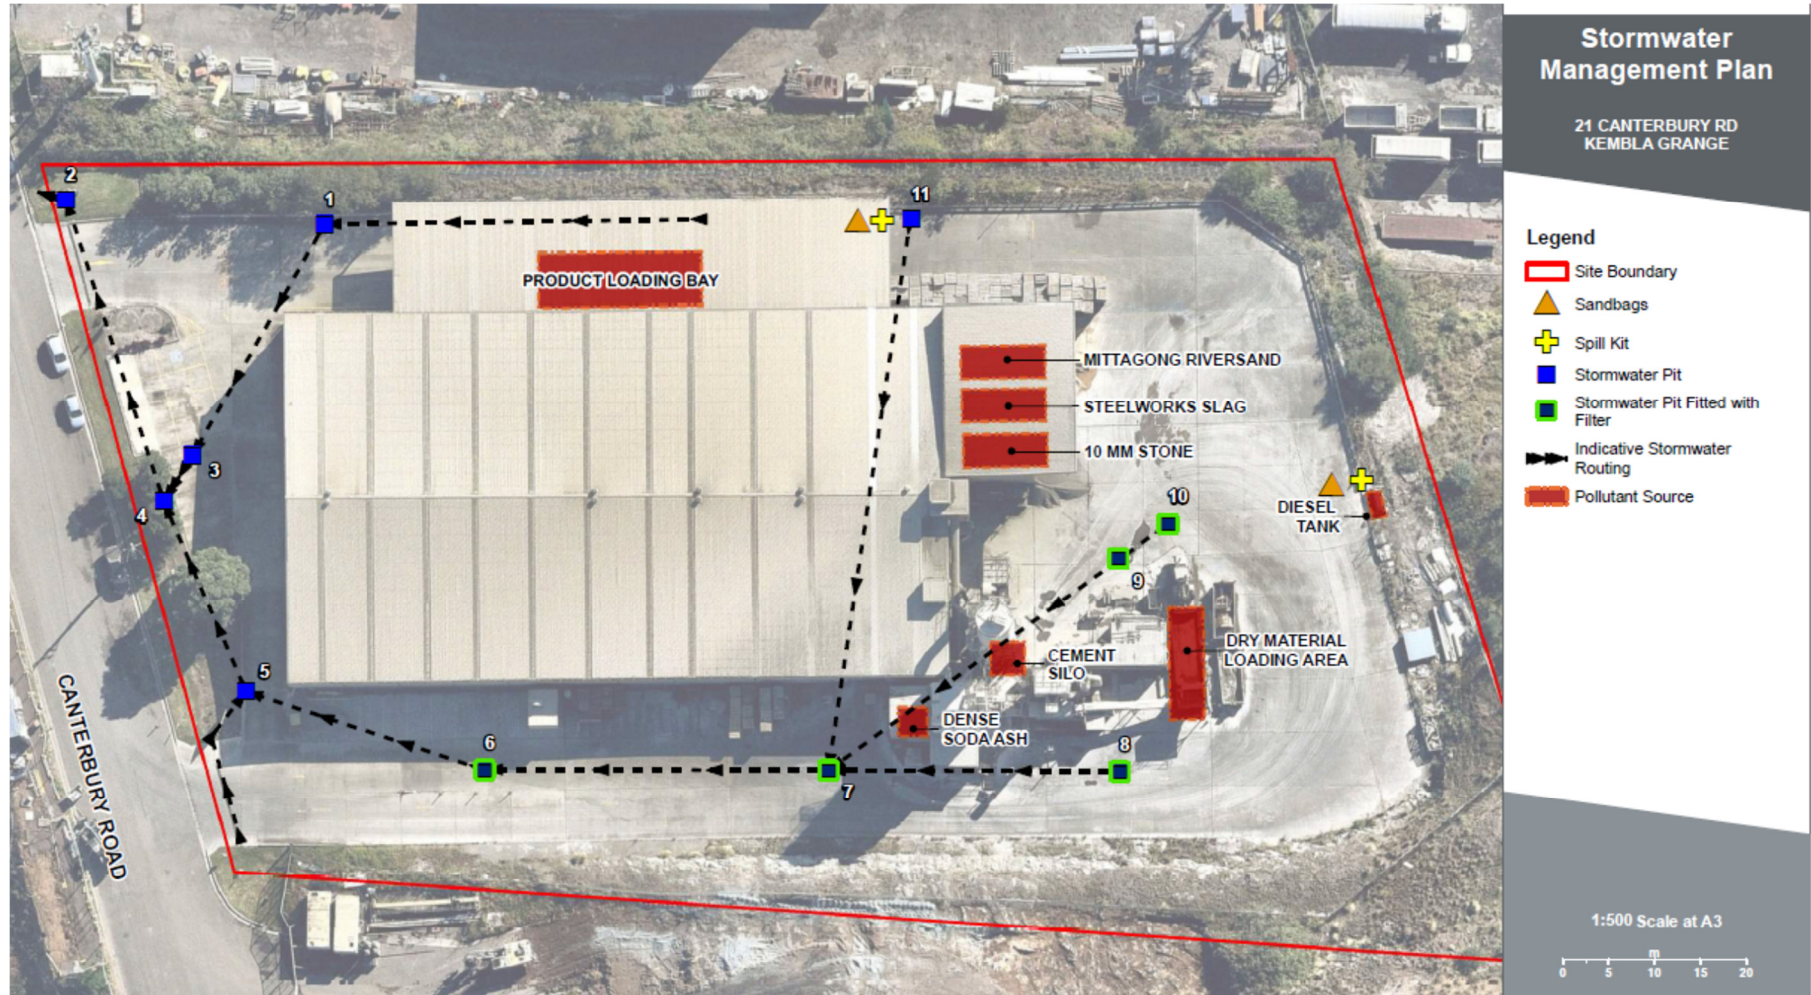 Stormwater
Management Plan
21 CANTERBURY RD
KEMBLA GRANGE
2
1
11
PRODUCT LOADING BAY
MITTAGONG RIVERSAND
STEELWORKS SLAG
10 MM STONE
3
4
10
DIESEL
TANK
9
DRY MATERIAL
LOADING AREA
CEMENT
SILO
5
DENSE
SODA ASH
6
8
7
CANTERBURY ROAD
Legend
Site Boundary
Sandbags
Spill Kit
Stormwater Pit
Stormwater Pit Fitted with
Filter
Indicative Stormwater
Routing
Pollutant Source
1:500 Scale at A3
m
0 5 10 15 20